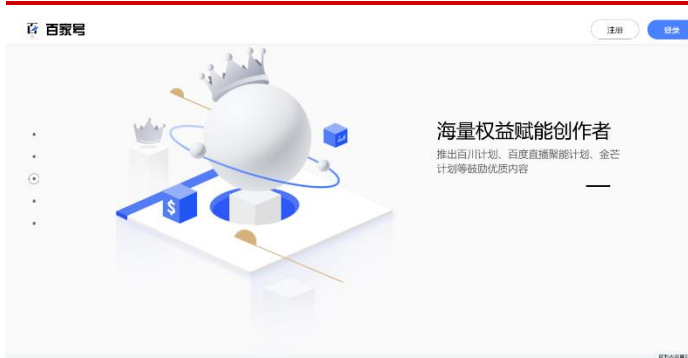 百家号
注册
登录
海量权益赋能创作者
推出百川计划、百度直播聚能计划、金芒
计划等鼓励优质内容
$